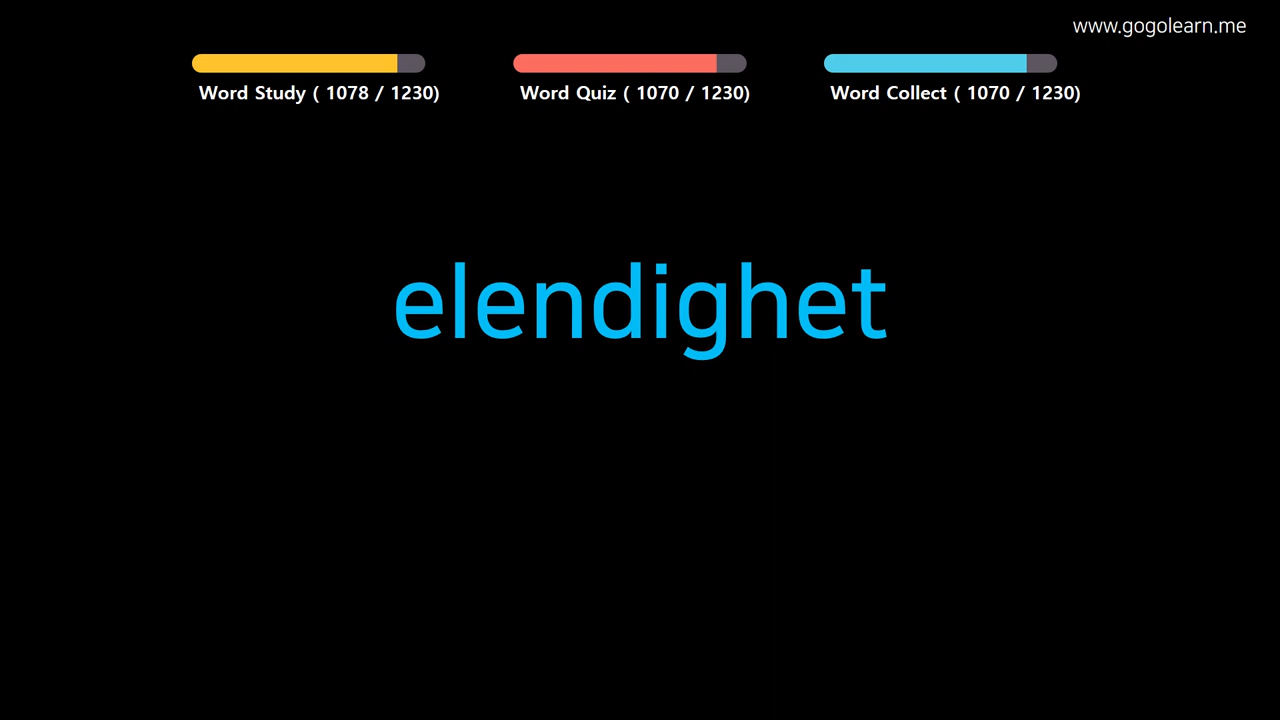 www.gogolearn.me
Word Study ( 1078 / 1230)
Word Quiz ( 1070 / 1230)
Word Collect ( 1070 / 1230)
elendighet